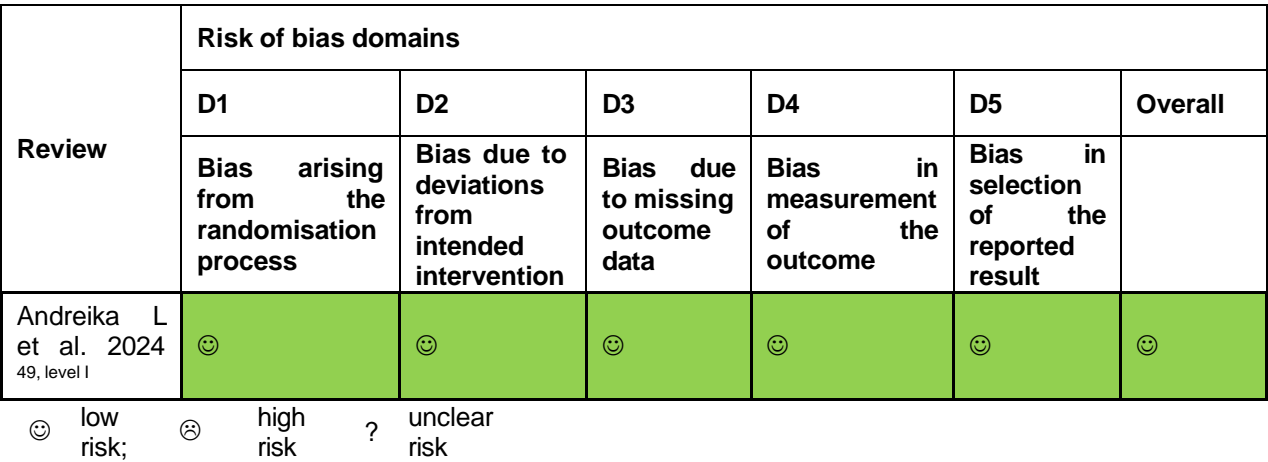 Review
Risk of bias domains
D1
D2
D3
D4
D5
Overall
Bias arising
from the
randomisation
process
Bias due to
deviations
from
intended
intervention
Bias due
to missing
outcome
data
Bias in
measurement
of the
outcome
Bias in
selection
of the
reported
result
Andreika L
et al. 2024
49, level I
☺
☺
☺
☺
☺
☺
☺ low
risk;
☹ high
risk
? unclear
risk